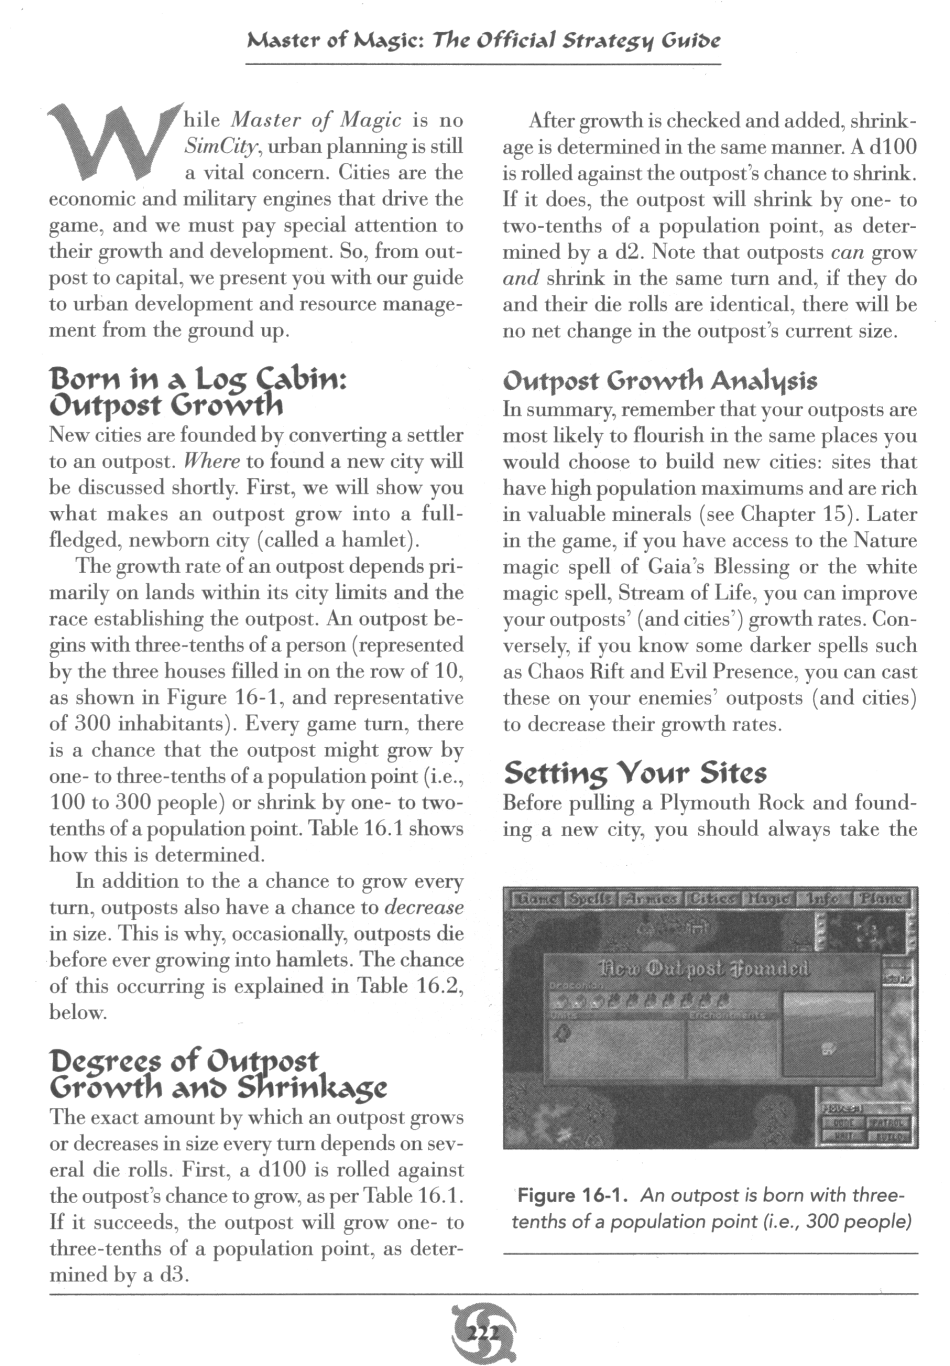 Master of Magic: The Official Strategy Guide
While Master of Magic is no
SimCity, urban planning is still
a vital concern. Cities are the
economic and military engines that drive the
game, and we must pay special attention to
their growth and development. So, from out-
post to capital, we present you with our guide
to urban development and resource manage-
ment from the ground up.
Born in a Log Cabin:
Outpost Growth
New cities are founded by converting a settler
to an outpost. Where to found a new city will
be discussed shortly. First, we will show you
what makes an outpost grow into a full-
fledged, newborn city (called a hamlet).
The growth rate of an outpost depends pri-
marily on lands within its city limits and the
race establishing the outpost. An outpost be-
gins with three-tenths of a person (represented
by the three houses filled in on the row of 10,
as shown in Figure 16-1, and representative
of 300 inhabitants). Every game turn, there
is a chance that the outpost might grow by
one- to three-tenths of a population point (i.e.,
100 to 300 people) or shrink by one- to two-
tenths of a population point. Table 16.1 shows
how this is determined.
In addition to the a chance to grow every
turn, outposts also have a chance to decrease
in size. This is why, occasionally, outposts die
before ever growing into hamlets. The chance
of this occurring is explained in Table 16.2,
below.
Degrees of Outpost
Growth and Shrinkage
The exact amount by which an outpost grows
or decreases in size every turn depends on sev-
eral die rolls. First, a d100 is rolled against
the outpost's chance to grow, as per Table 16.1.
If it succeeds, the outpost will grow one- to
three-tenths of a population point, as deter-
mined by a d3.
After growth is checked and added, shrink-
age is determined in the same manner. A d100
is rolled against the outpost's chance to shrink.
If it does, the outpost will shrink by one- to
two-tenths of a population point, as deter-
mined by a d2. Note that outposts can grow
and shrink in the same turn and, if they do
and their die rolls are identical, there will be
no net change in the outpost's current size.
Outpost Growth Analysis
In summary, remember that your outposts are
most likely to flourish in the same places you
would choose to build new cities: sites that
have high population maximums and are rich
in valuable minerals (see Chapter 15). Later
in the game, if you have access to the Nature
magic spell of Gaia's Blessing or the white
magic spell, Stream of Life, you can improve
your outposts' (and cities') growth rates. Con-
versely, if you know some darker spells such
as Chaos Rift and Evil Presence, you can cast
these on your enemies' outposts (and cities)
to decrease their growth rates.
Setting Your Sites
Before pulling a Plymouth Rock and found-
ing a new city, you should always take the
Game Spells Armies Cities Magic Info Plane
New Outpost Founded
Draconian
Units Enchantments
Moves:1
DONE PATROL
WAIT BUILD
Figure 16-1. An outpost is born with three-
tenths of a population point (i.e., 300 people)
222